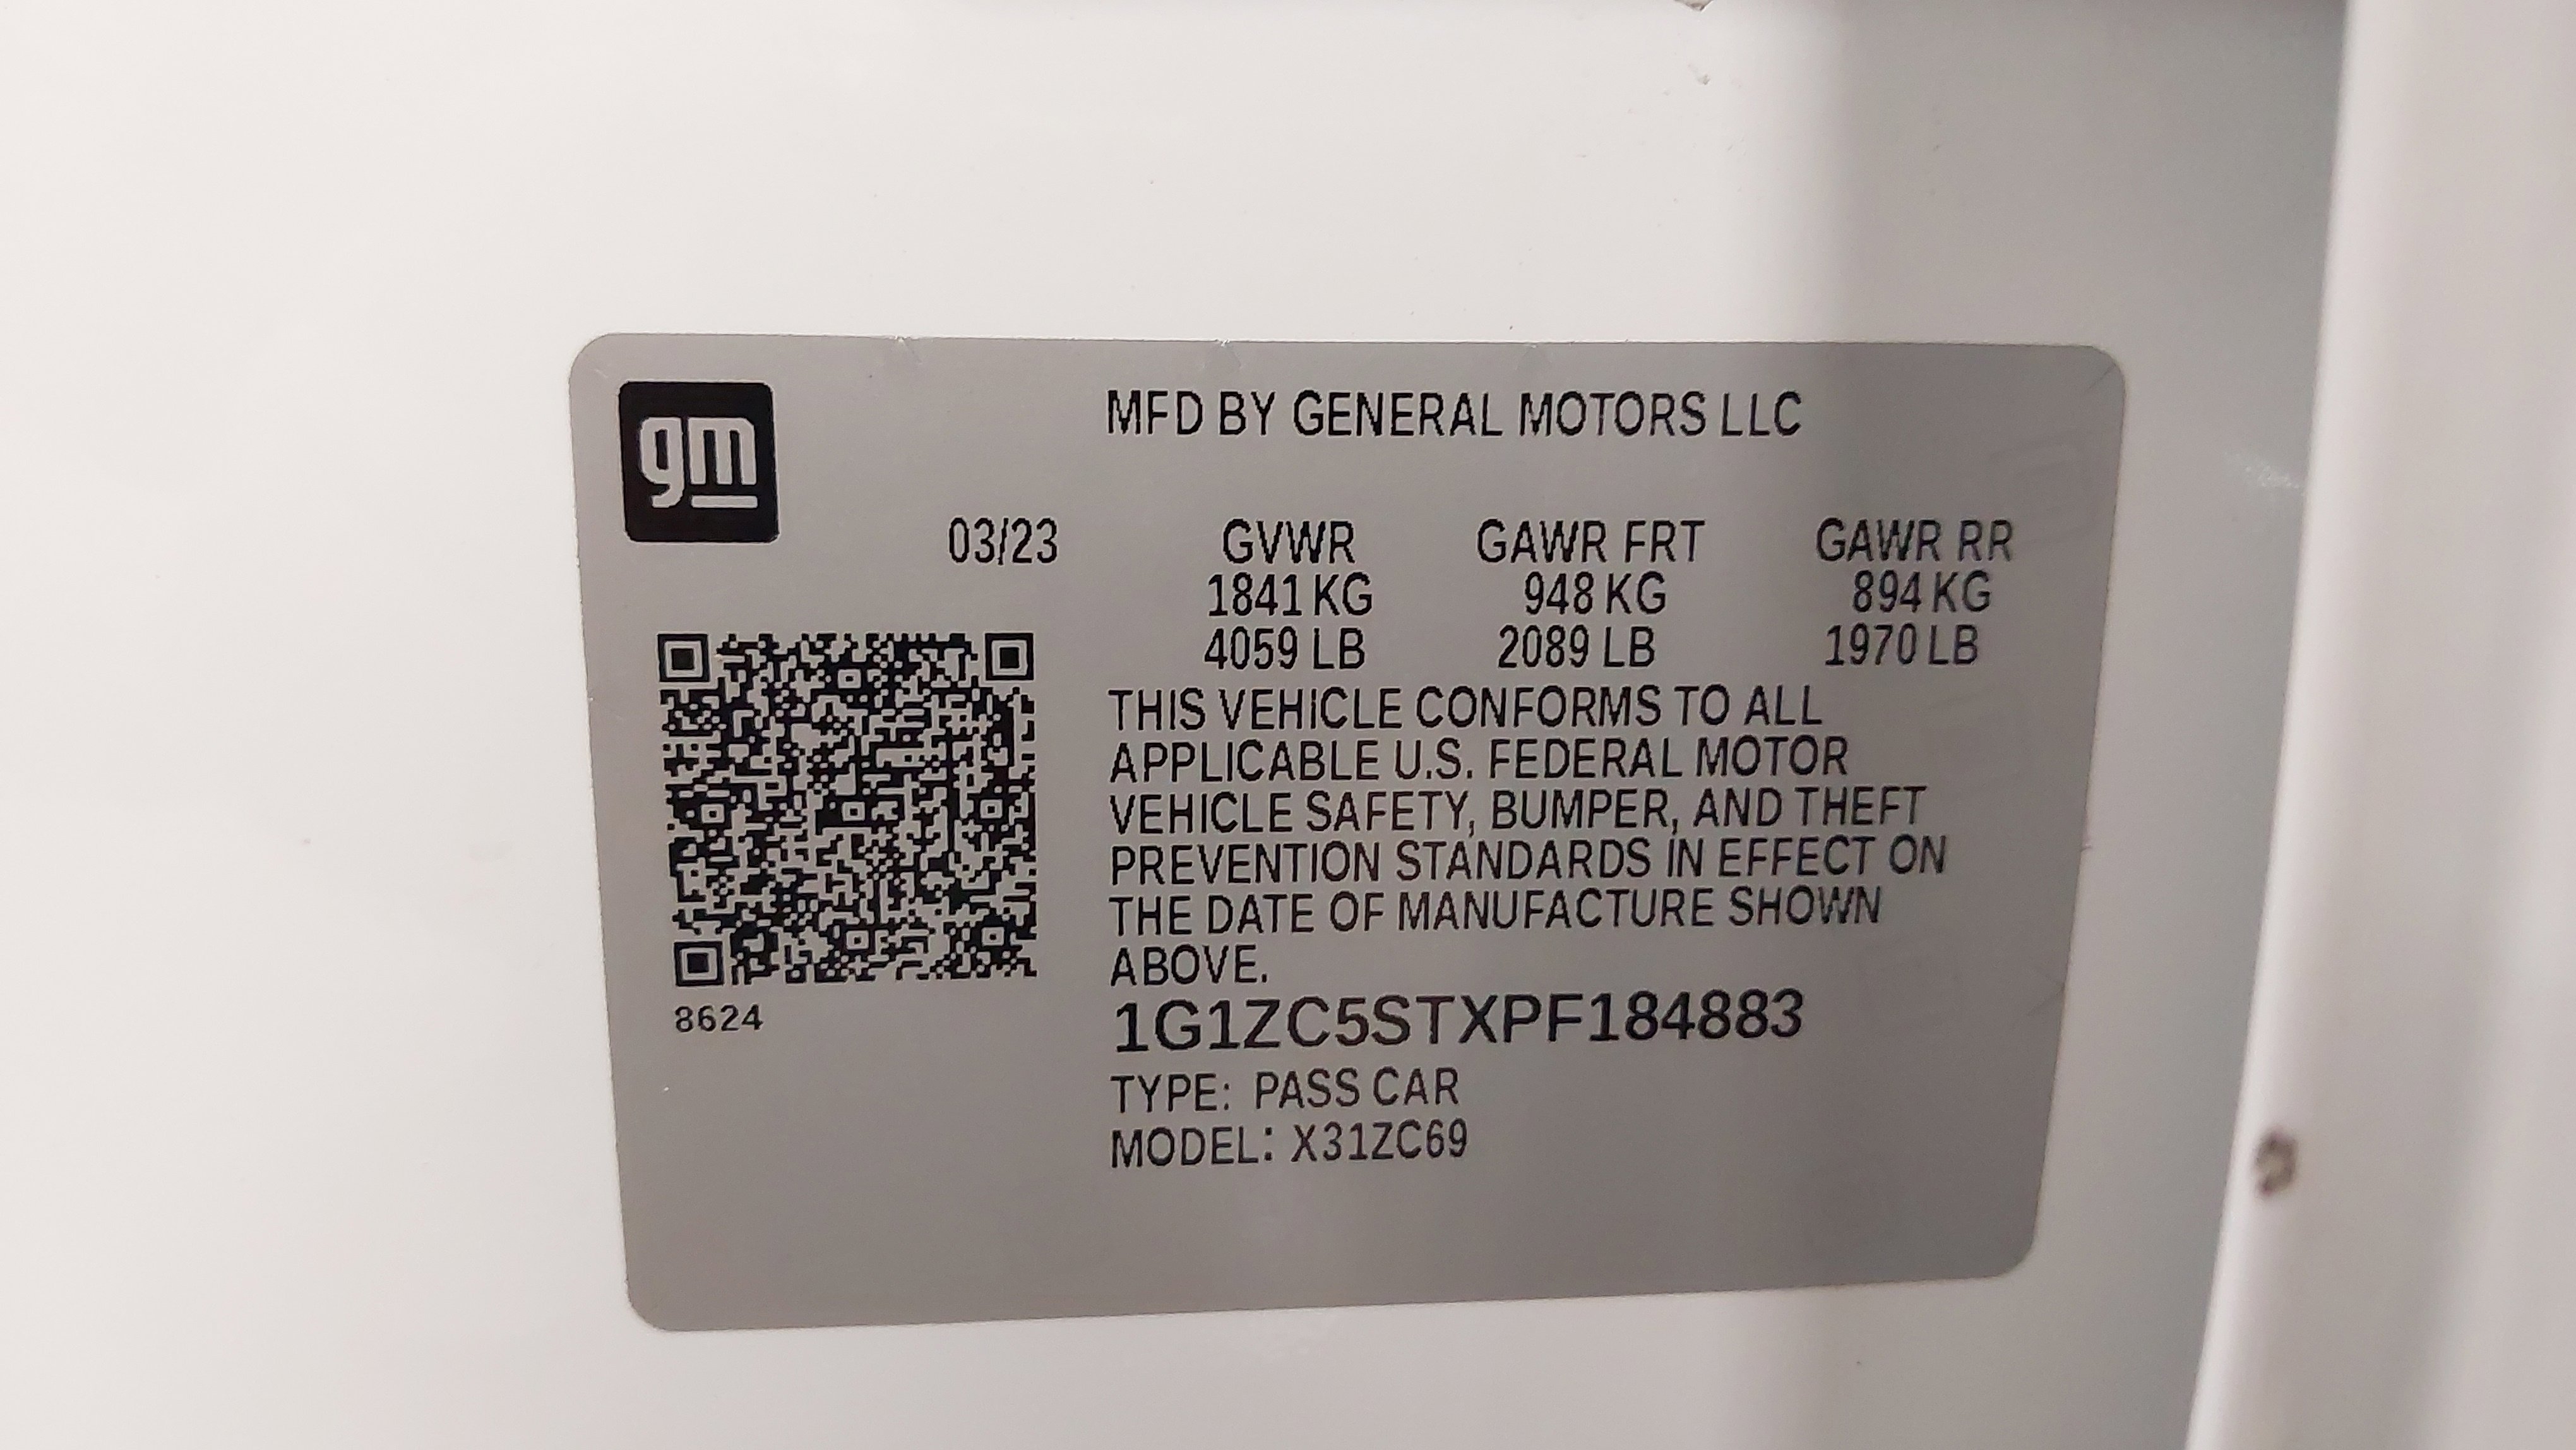 gm
MFD BY GENERAL MOTORS LLC
03/23 GVWR GAWR FRT GAWR RR
1841 KG 948 KG 894 KG
4059 LB 2089 LB 1970 LB
THIS VEHICLE CONFORMS TO ALL
APPLICABLE U.S. FEDERAL MOTOR
VEHICLE SAFETY, BUMPER, AND THEFT
PREVENTION STANDARDS IN EFFECT ON
THE DATE OF MANUFACTURE SHOWN
ABOVE.
8624
1G1ZC5STXPF184883
TYPE: PASS CAR
MODEL: X31ZC69